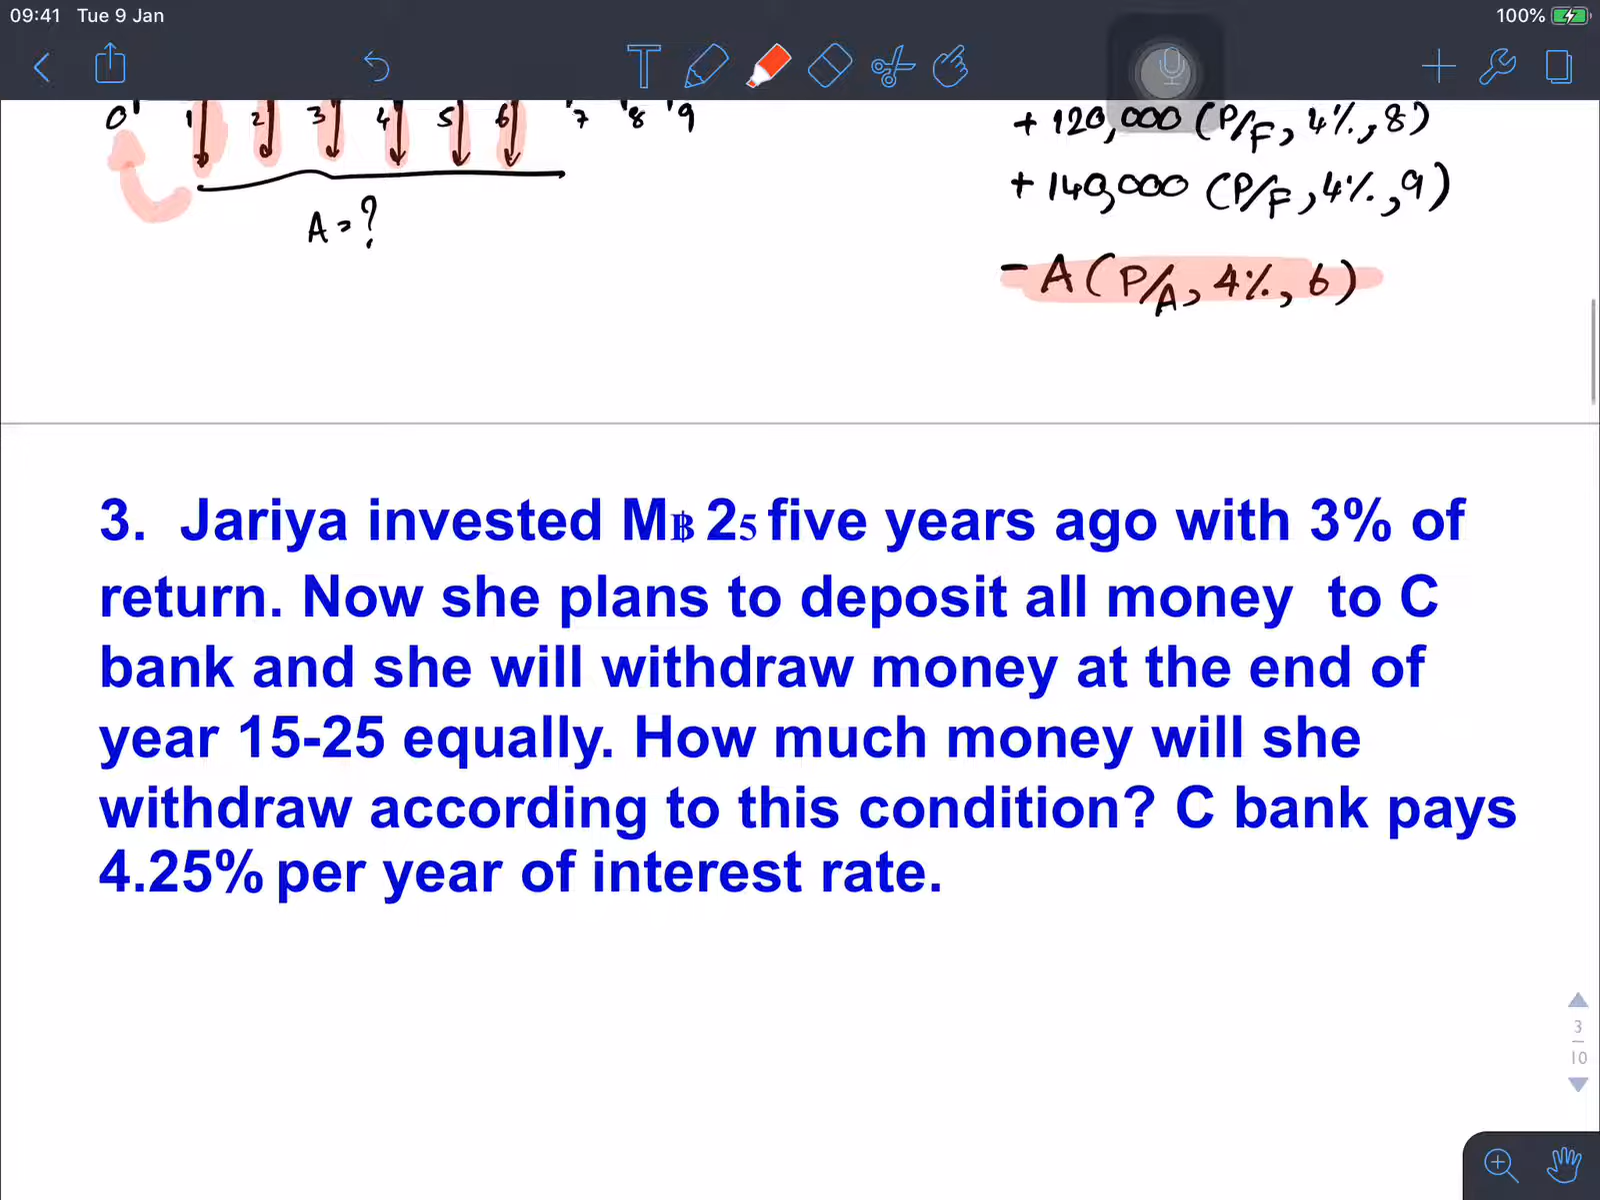 09:41 Tue 9 Jan
100%
T
0 1 2 3 4 5 6 7 8 9
A = ?
+ 120,000 (P/F, 4%, 8)
+ 140,000 (P/F, 4%, 9)
- A (P/A, 4%, 6)
3. Jariya invested M฿ 25 five years ago with 3% of
return. Now she plans to deposit all money to C
bank and she will withdraw money at the end of
year 15-25 equally. How much money will she
withdraw according to this condition? C bank pays
4.25% per year of interest rate.
3
10